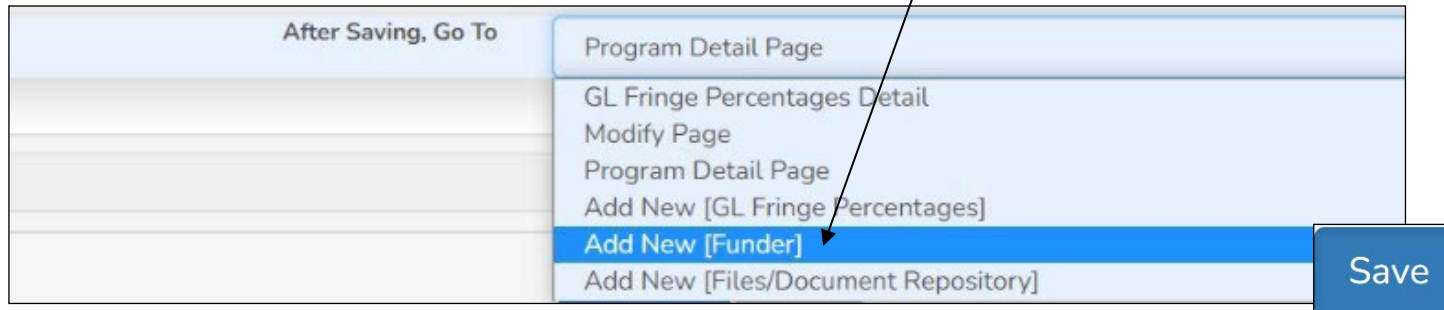 After Saving, Go To
Program Detail Page
GL Fringe Percentages Detail
Modify Page
Program Detail Page
Add New [GL Fringe Percentages]
Add New [Funder]
Add New [Files/Document Repository]
Save